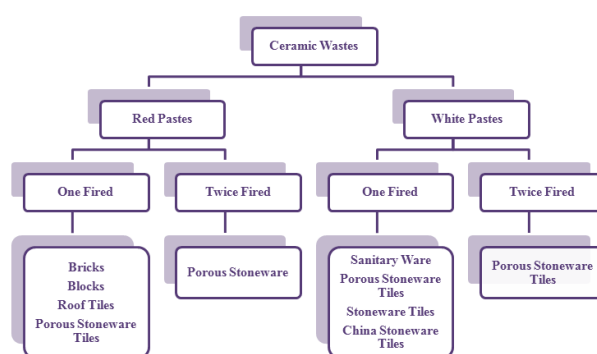 Ceramic Wastes
Red Pastes
White Pastes
One Fired
Twice Fired
One Fired
Twice Fired
Bricks
Blocks
Roof Tiles
Porous Stoneware
Tiles
Porous Stoneware
Sanitary Ware
Porous Stoneware
Tiles
Stoneware Tiles
China Stoneware
Tiles
Porous Stoneware
Tiles